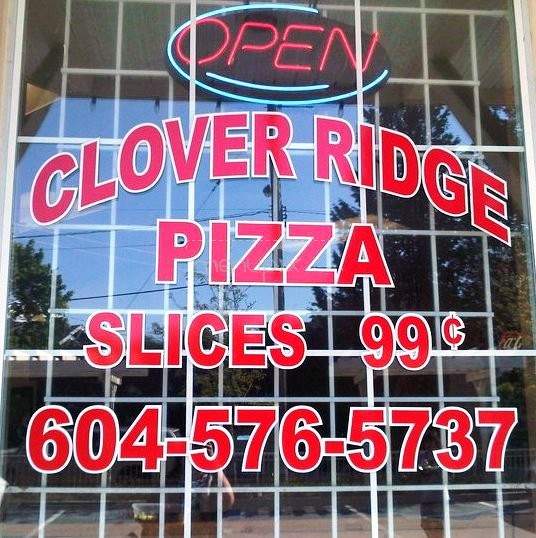 OPEN
CLOVER RIDGE
PIZZA
SLICES 99¢
604-576-5737